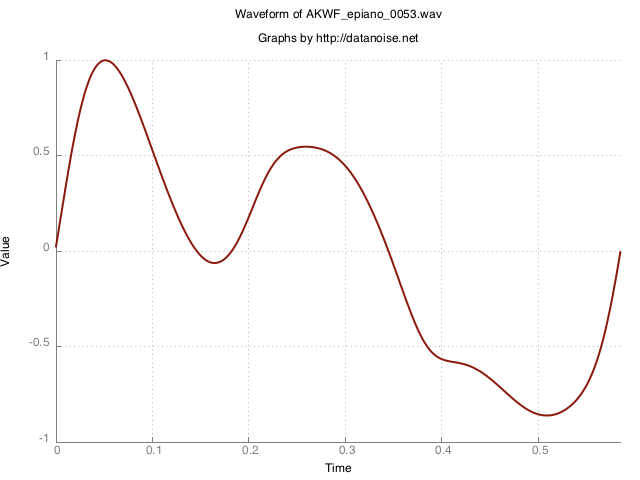 Waveform of AKWF_epiano_0053.wav
Graphs by http://datanoise.net
1
0.5
0
-0.5
-1
Value
0
0.1
0.2
0.3
0.4
0.5
Time